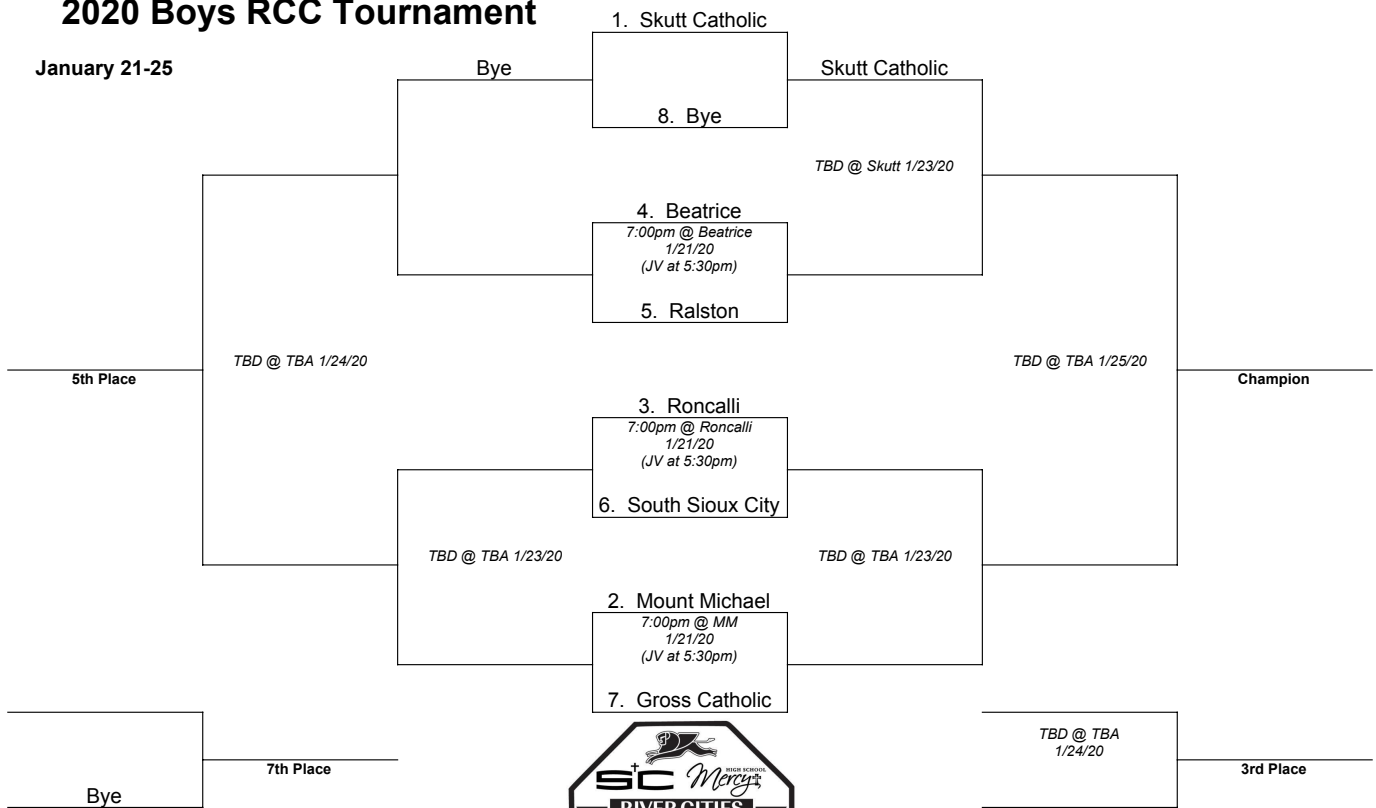 2020 Boys RCC Tournament
January 21-25
1. Skutt Catholic
Bye
Skutt Catholic
8. Bye
TBD @ Skutt 1/23/20
4. Beatrice
7:00pm @ Beatrice
1/21/20
(JV at 5:30pm)
5. Ralston
TBD @ TBA 1/24/20
TBD @ TBA 1/25/20
5th Place
Champion
3. Roncalli
7:00pm @ Roncalli
1/21/20
(JV at 5:30pm)
6. South Sioux City
TBD @ TBA 1/23/20
TBD @ TBA 1/23/20
2. Mount Michael
7:00pm @ MM
1/21/20
(JV at 5:30pm)
7. Gross Catholic
TBD @ TBA
1/24/20
7th Place
3rd Place
Bye
HIGH SCHOOL
SC Mercy
RIVER CITIES